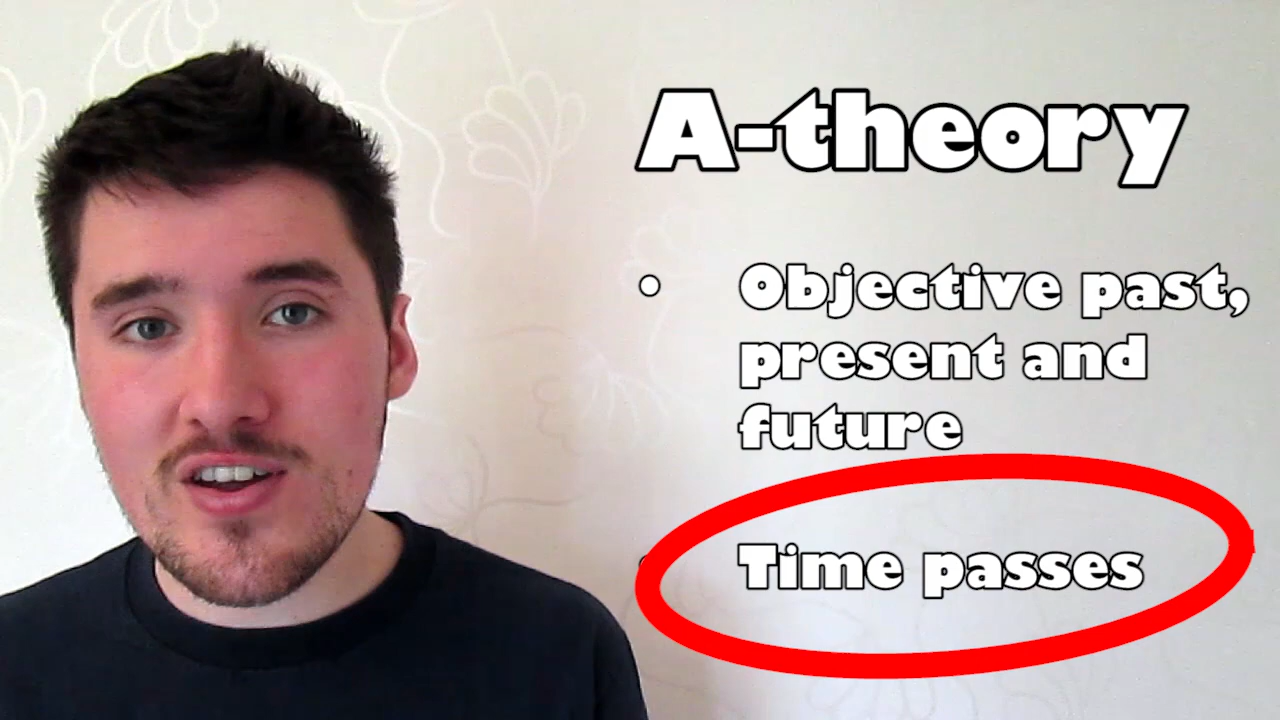 A-theory
• Objective past,
present and
future
• Time passes